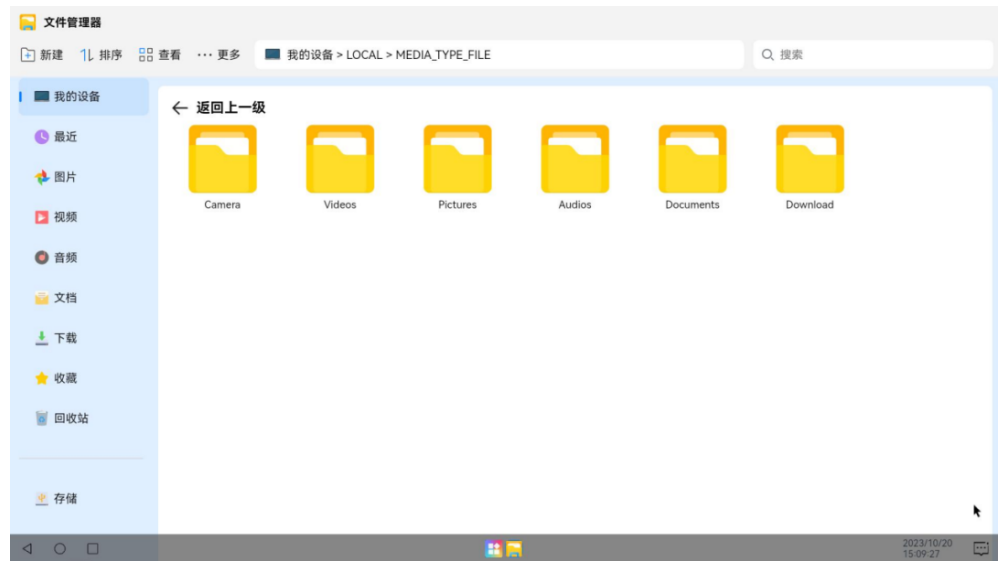 文件管理器
新建 排序 查看 ··· 更多 我的设备 > LOCAL > MEDIA_TYPE_FILE 搜索
我的设备
最近
图片
视频
音频
文档
下载
收藏
回收站
存储
← 返回上一级
Camera Videos Pictures Audios Documents Download
2023/10/20
15:09:27